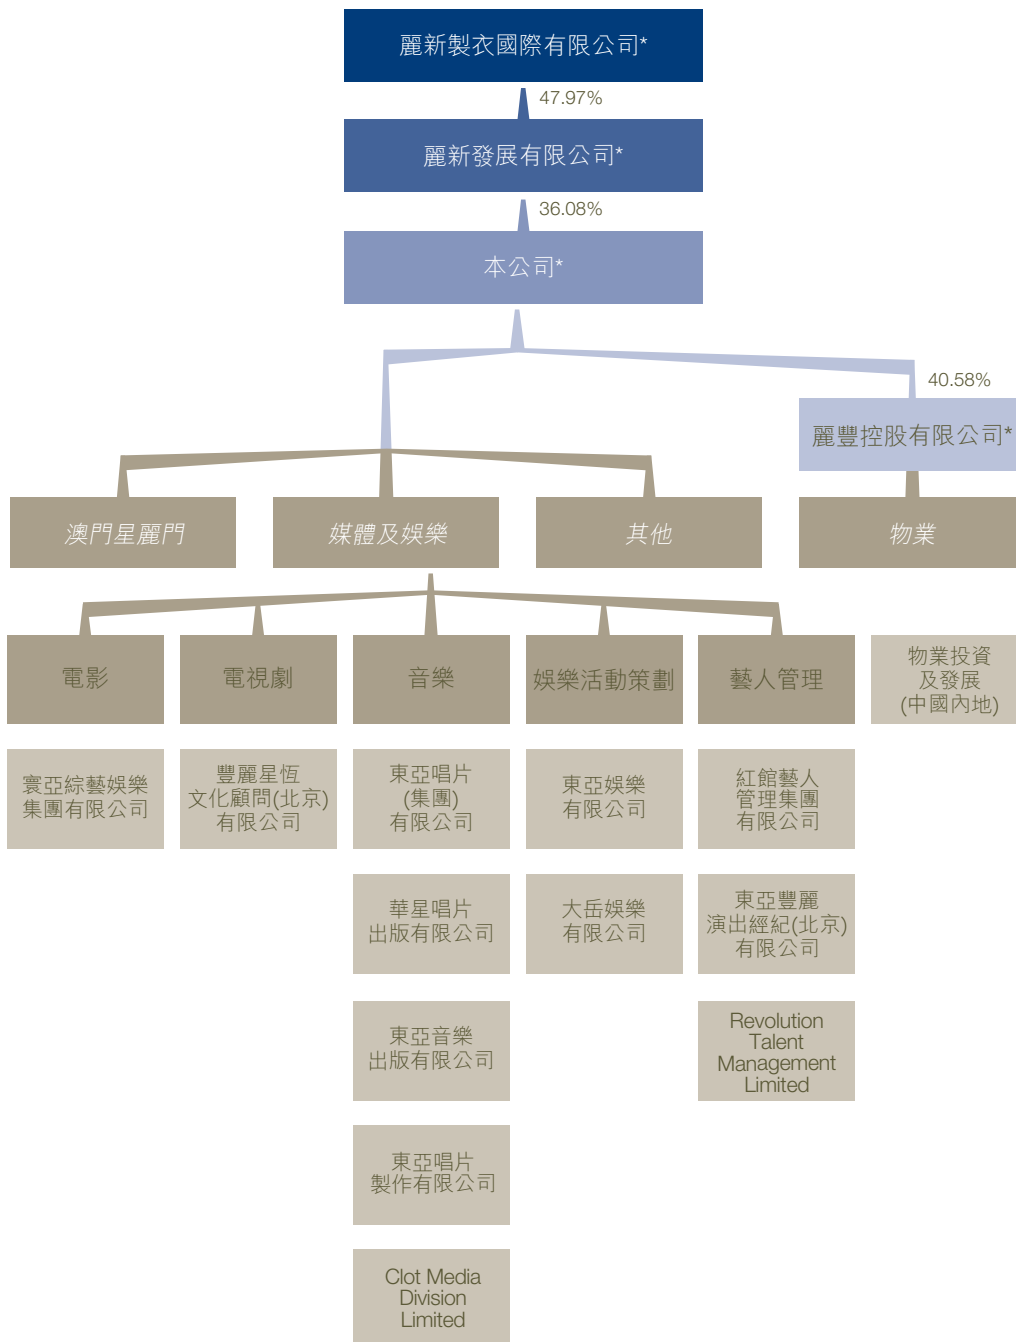 麗新製衣國際有限公司*
47.97%
麗新發展有限公司*
36.08%
本公司*
40.58%
麗豐控股有限公司*
澳門星麗門
媒體及娛樂
其他
物業
電影
電視劇
音樂
娛樂活動策劃
藝人管理
物業投資
及發展
(中國內地)
寰亞綜藝娛樂
集團有限公司
豐麗星恆
文化顧問(北京)
有限公司
東亞唱片
(集團)
有限公司
東亞娛樂
有限公司
紅館藝人
管理集團
有限公司
華星唱片
出版有限公司
大岳娛樂
有限公司
東亞豐麗
演出經紀(北京)
有限公司
東亞音樂
出版有限公司
Revolution
Talent
Management
Limited
東亞唱片
製作有限公司
Clot Media
Division
Limited